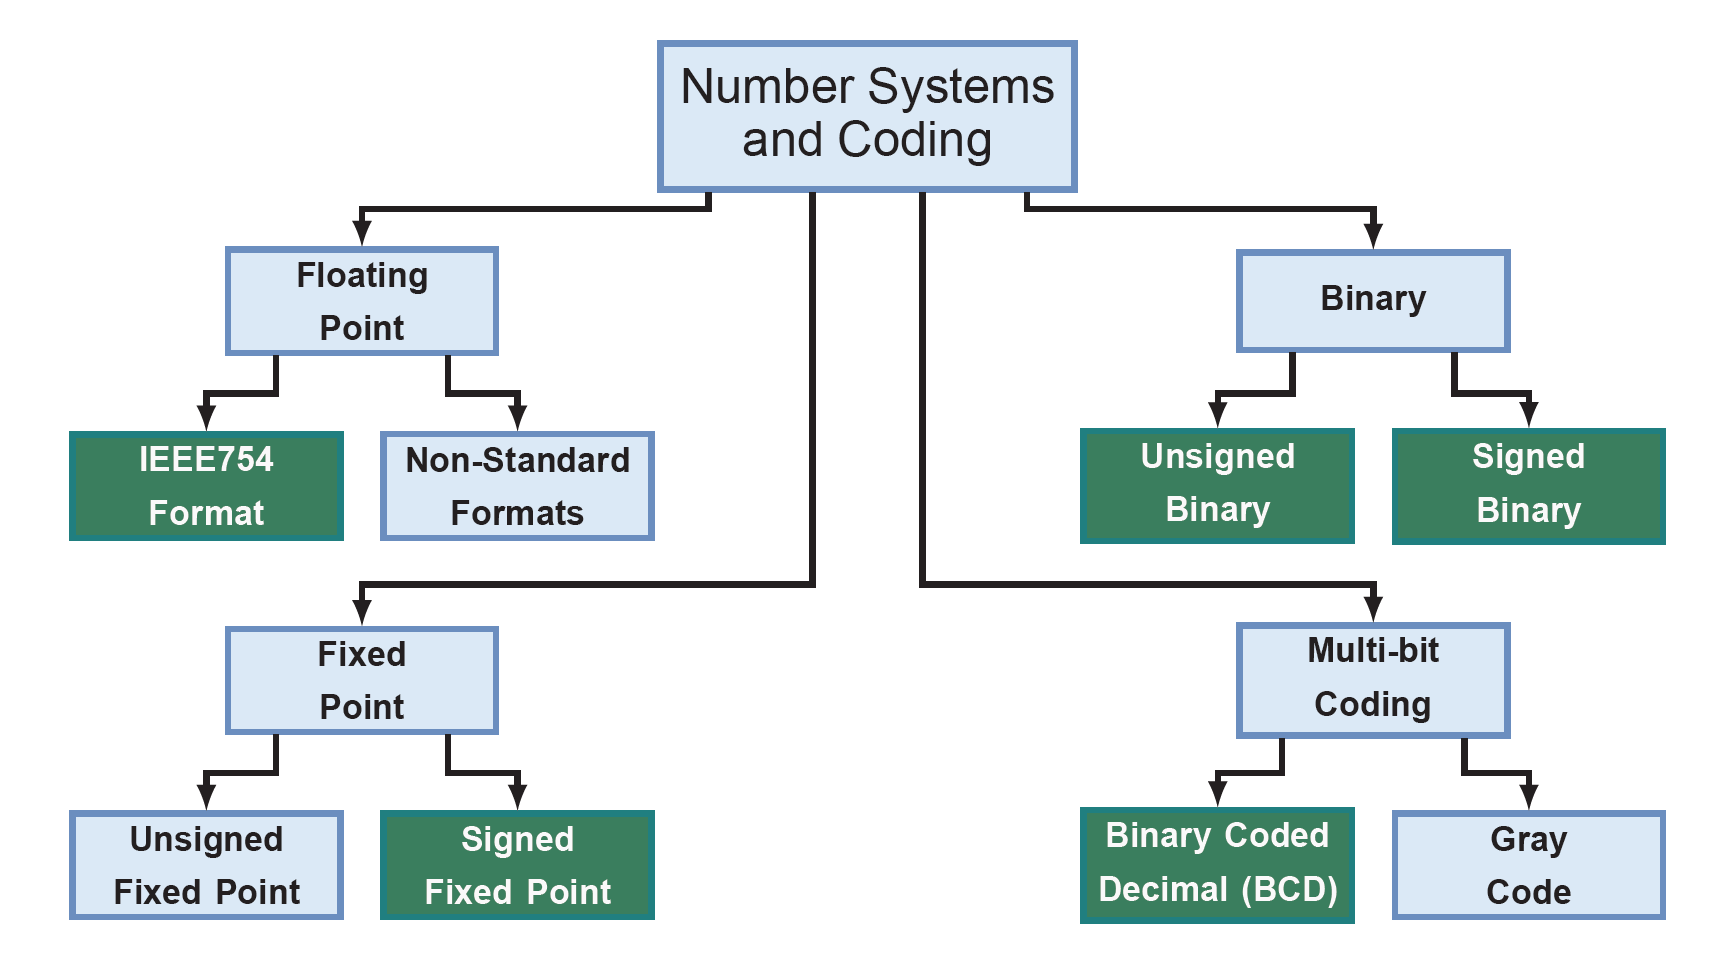 Number Systems
and Coding
Floating
Point
Binary
IEEE754
Format
Non-Standard
Formats
Unsigned
Binary
Signed
Binary
Fixed
Point
Multi-bit
Coding
Unsigned
Fixed Point
Signed
Fixed Point
Binary Coded
Decimal (BCD)
Gray
Code